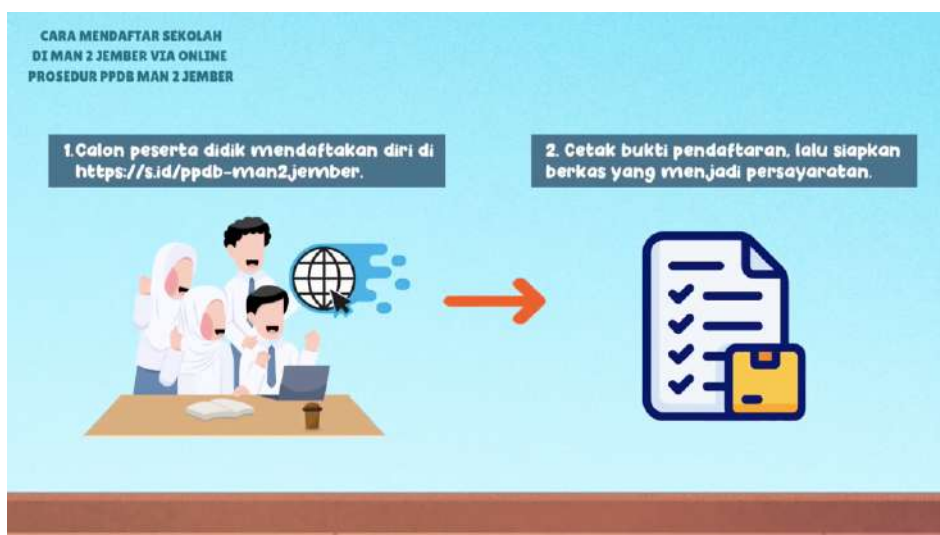 CARA MENDAFTAR SEKOLAH
DI MAN 2 JEMBER VIA ONLINE
PROSEDUR PPDB MAN 2 JEMBER
1.Calon peserta didik mendaftakan diri di
https://s.id/ppdb-man2jember.
2. Cetak bukti pendaftaran, lalu siapkan
berkas yang menjadi persayaratan.